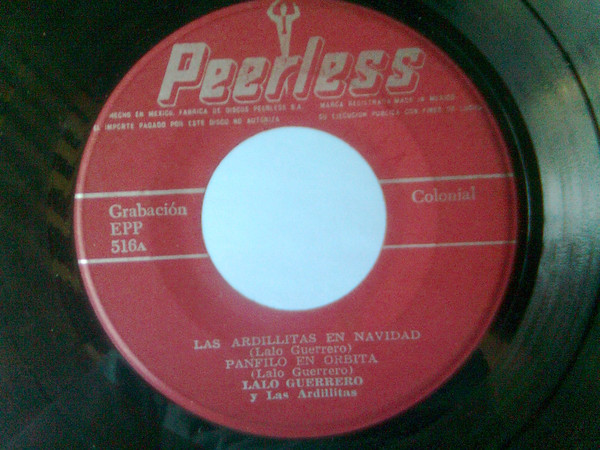 Peerless
HECHO EN MEXICO, FABRICA DE DISCOS PEERLESS S.A. MARCA REGISTRADA MADE IN MEXICO
EL IMPORTE PAGADO POR ESTE DISCO NO AUTORIZA SU EJECUCION PUBLICA CON FINES DE LUCRO
Grabación Colonial
EPP
516A
LAS ARDILLITAS EN NAVIDAD
(Lalo Guerrero)
PANFILO EN ORBITA
(Lalo Guerrero)
LALO GUERRERO
y Las Ardillitas